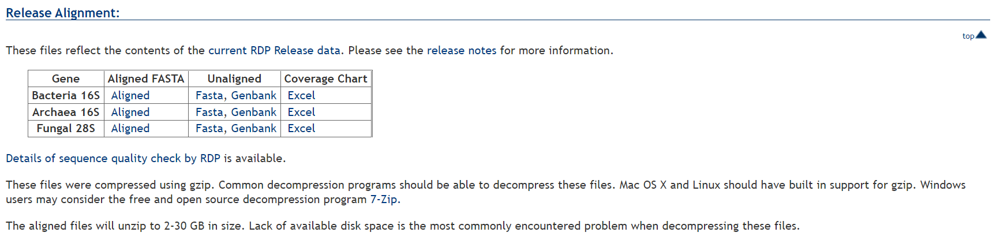 Release Alignment:
top
These files reflect the contents of the current RDP Release data. Please see the release notes for more information.
Gene Aligned FASTA Unaligned Coverage Chart
Bacteria 16S Aligned Fasta, Genbank Excel
Archaea 16S Aligned Fasta, Genbank Excel
Fungal 28S Aligned Fasta, Genbank Excel
Details of sequence quality check by RDP is available.
These files were compressed using gzip. Common decompression programs should be able to decompress these files. Mac OS X and Linux should have built in support for gzip. Windows
users may consider the free and open source decompression program 7-Zip.
The aligned files will unzip to 2-30 GB in size. Lack of available disk space is the most commonly encountered problem when decompressing these files.